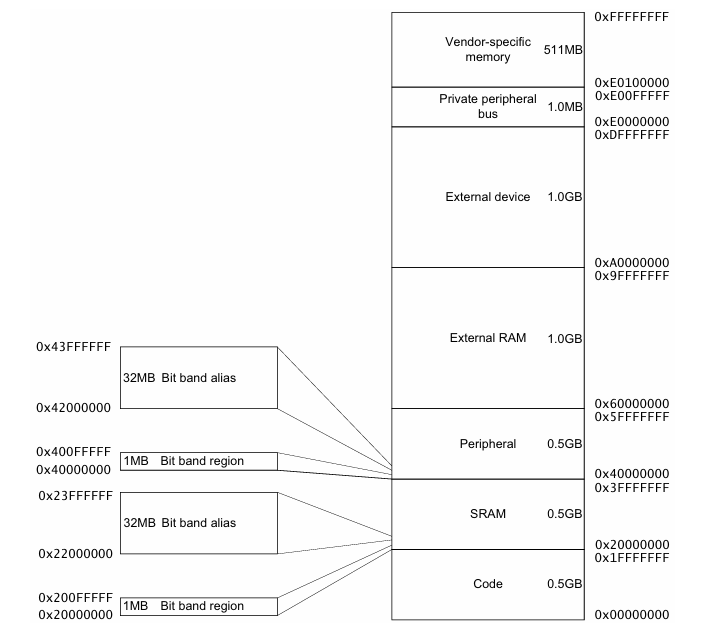 0xFFFFFFFF
Vendor-specific
memory
511MB
0xE0100000
0xE00FFFFF
Private peripheral
bus
1.0MB
0xE0000000
0xDFFFFFFF
External device 1.0GB
0xA0000000
0x9FFFFFFF
External RAM 1.0GB
0x60000000
0x5FFFFFFF
Peripheral 0.5GB
0x40000000
0x3FFFFFFF
SRAM 0.5GB
0x20000000
0x1FFFFFFF
Code 0.5GB
0x00000000
0x43FFFFFF
32MB Bit band alias
0x42000000
0x400FFFFF
1MB Bit band region
0x40000000
0x23FFFFFF
32MB Bit band alias
0x22000000
0x200FFFFF
1MB Bit band region
0x20000000